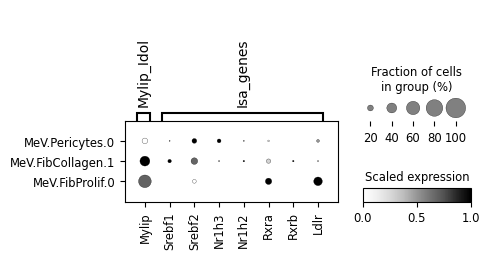 Mylip_Idol
Isa_genes
MeV.Pericytes.0
MeV.FibCollagen.1
MeV.FibProlif.0
Mylip
Srebf1
Srebf2
Nr1h3
Nr1h2
Rxra
Rxrb
Ldlr
Fraction of cells
in group (%)
20 40 60 80 100
Scaled expression
0.0 0.5 1.0